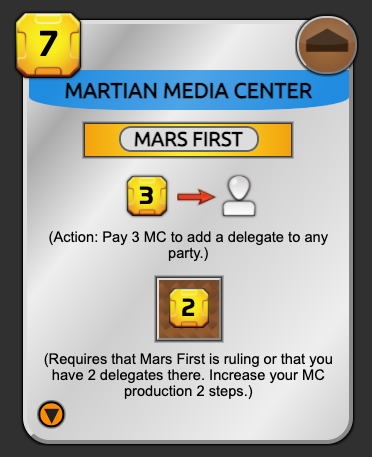 7
MARTIAN MEDIA CENTER
MARS FIRST
3
(Action: Pay 3 MC to add a delegate to any
party.)
2
(Requires that Mars First is ruling or that you
have 2 delegates there. Increase your MC
production 2 steps.)